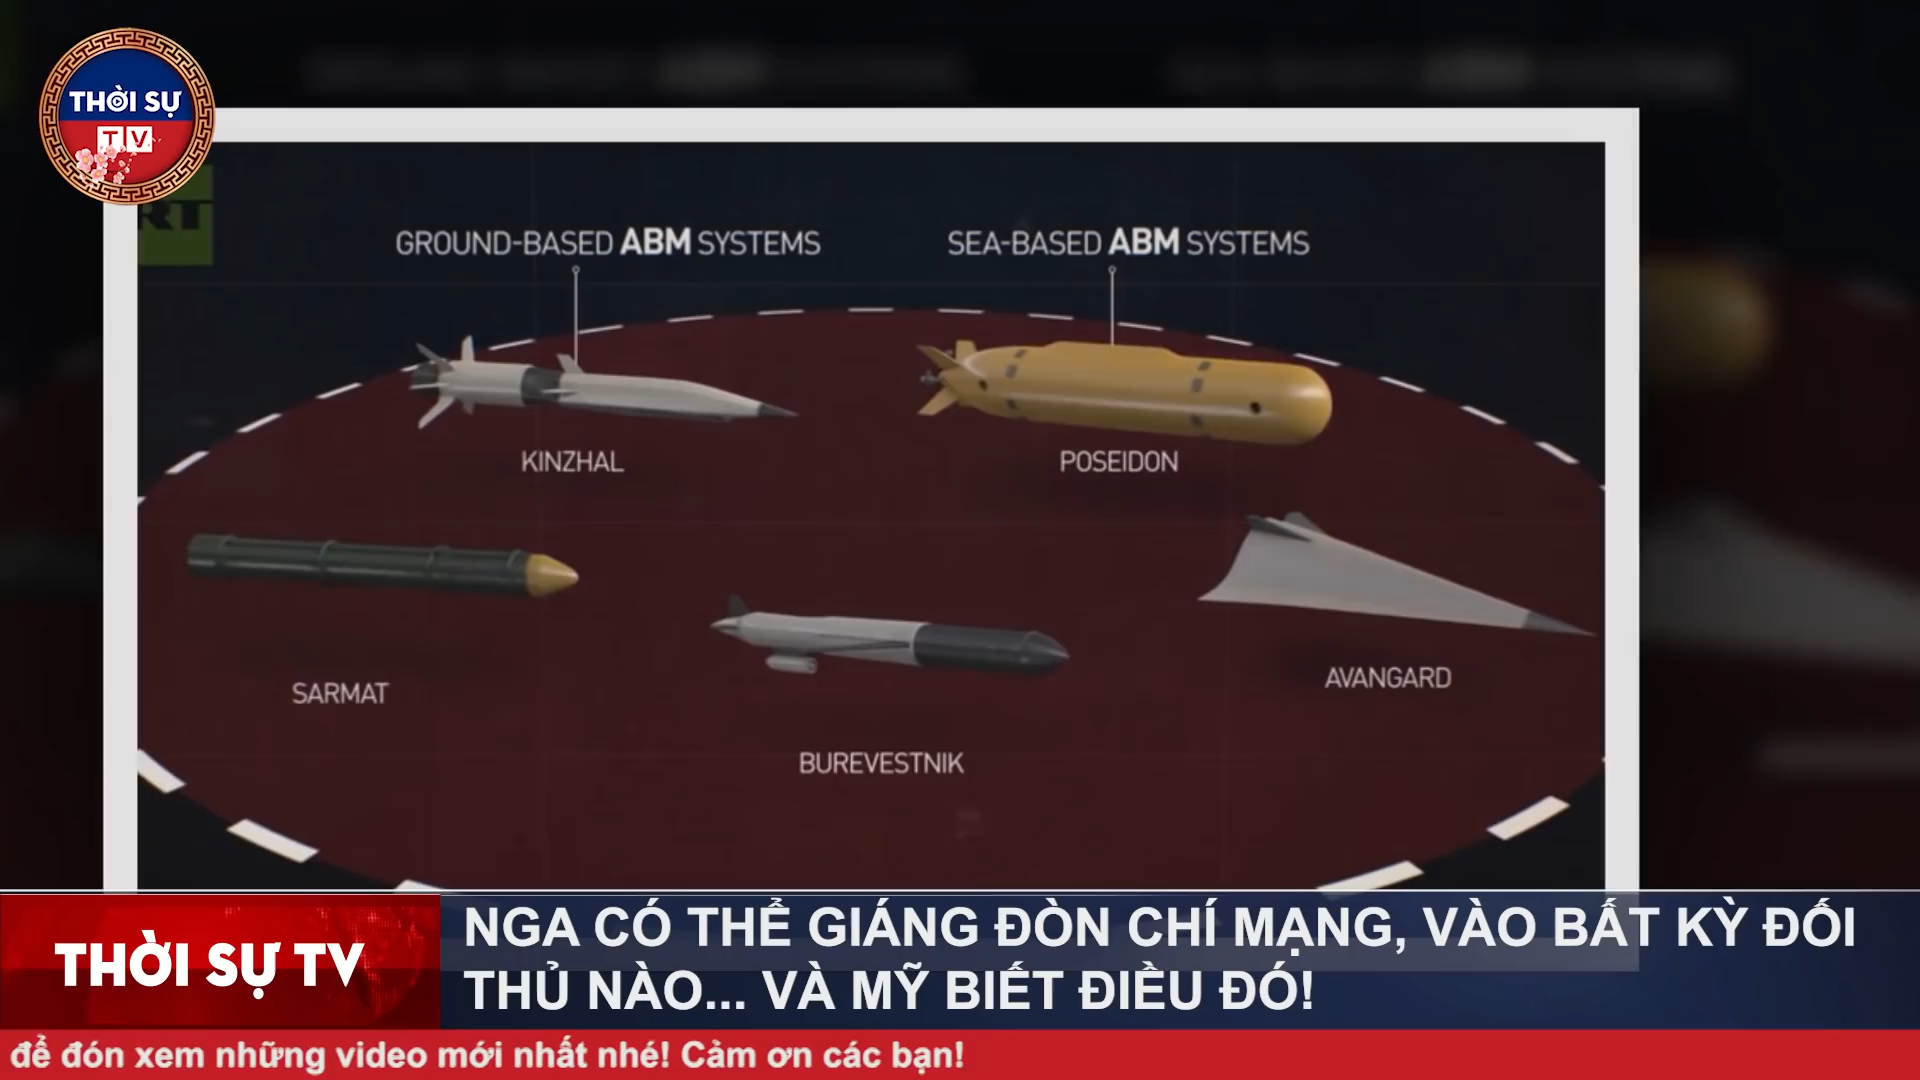 THỜI SỰ
TV
RT
GROUND-BASED ABM SYSTEMS
SEA-BASED ABM SYSTEMS
KINZHAL
POSEIDON
SARMAT
BUREVESTNIK
AVANGARD
THỜI SỰ TV
NGA CÓ THỂ GIÁNG ĐÒN CHÍ MẠNG, VÀO BẤT KỲ ĐỐI
THỦ NÀO... VÀ MỸ BIẾT ĐIỀU ĐÓ!
để đón xem những video mới nhất nhé! Cảm ơn các bạn!